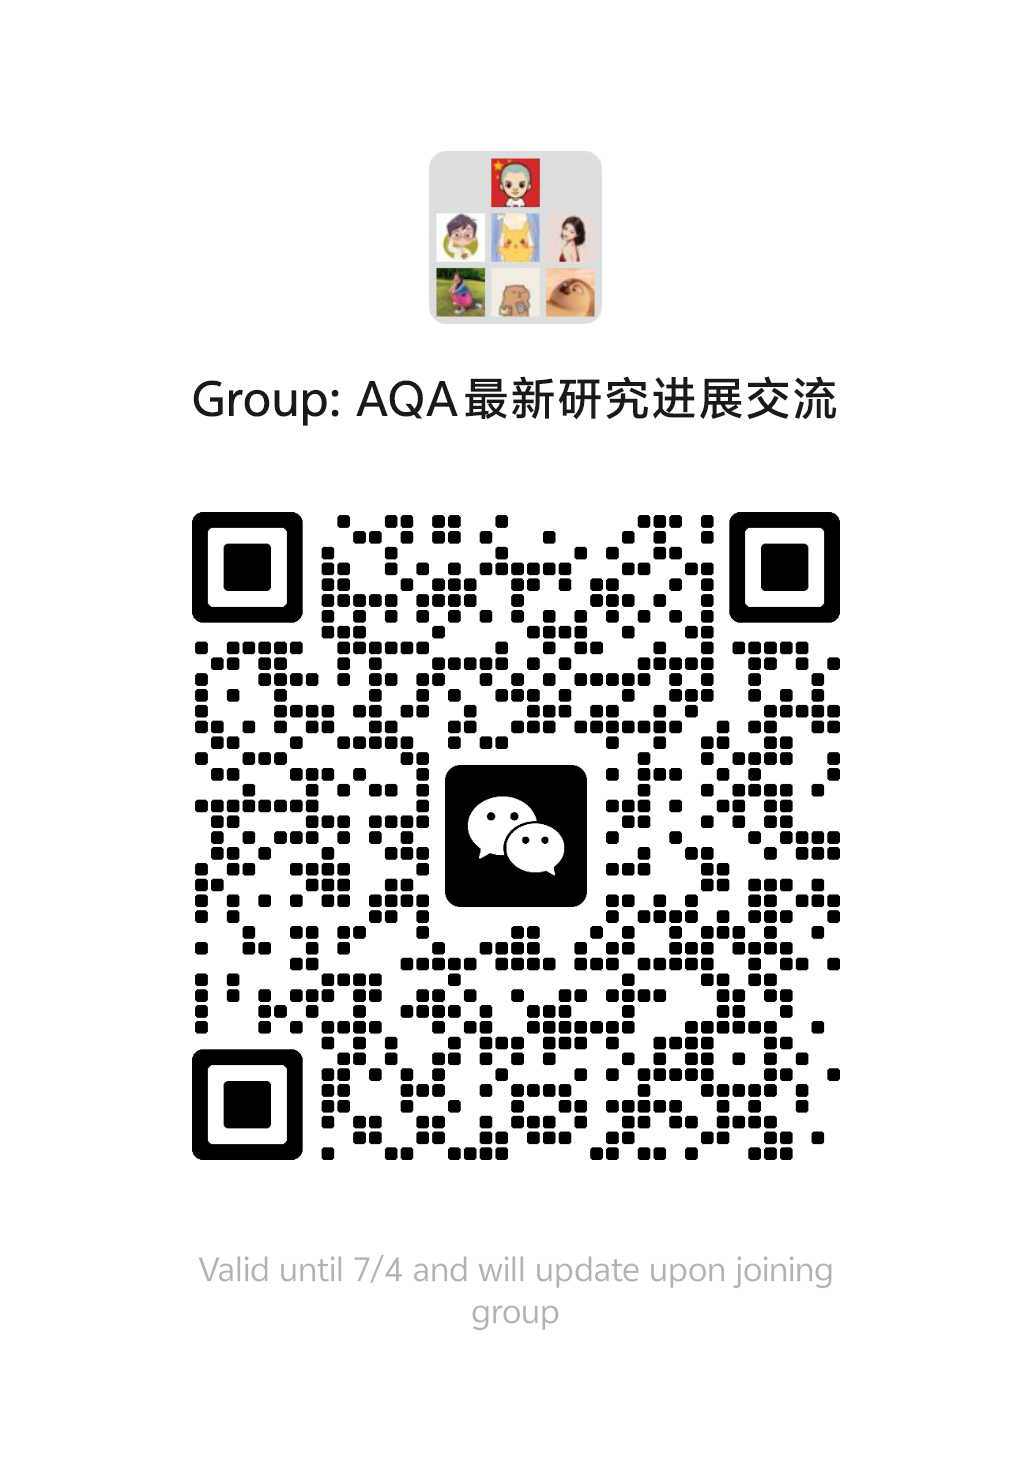 Group: AQA最新研究进展交流
Valid until 7/4 and will update upon joining
group